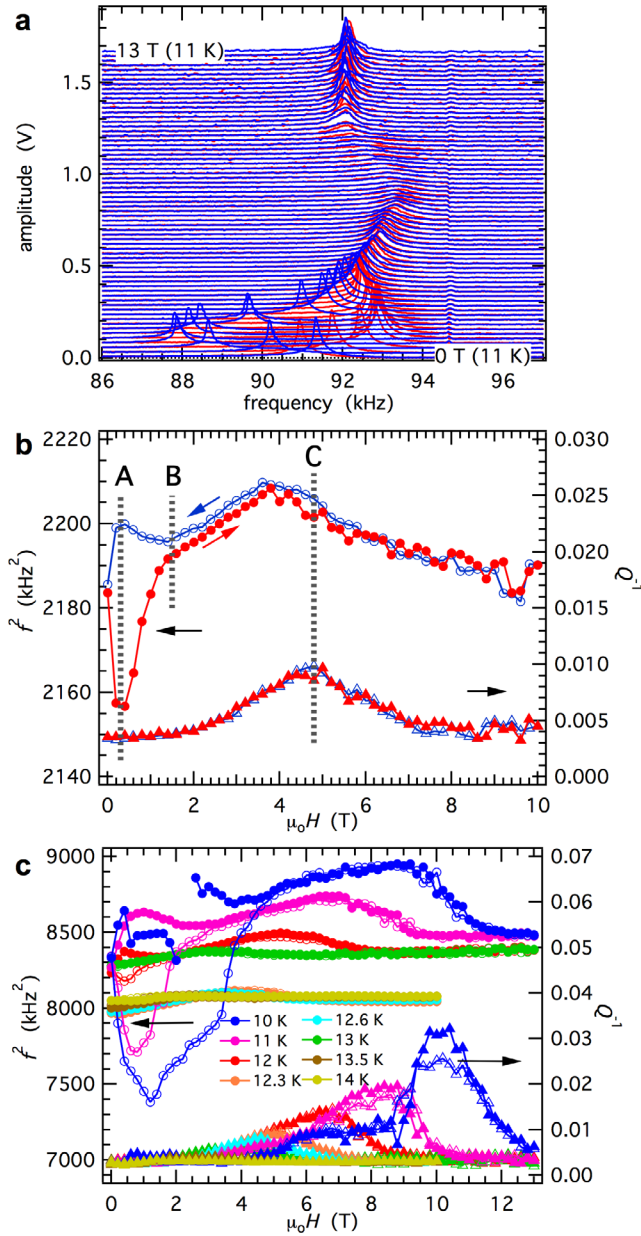 a
13 T (11 K)
1.5
1.0
0.5
0.0
amplitude (V)
0 T (11 K)
86 88 90 92 94 96
frequency (kHz)
b
A B C
2220
2200
2180
2160
2140
f² (kHz²)
0.030
0.025
0.020
0.015
0.010
0.005
0.000
Q⁻¹
0 2 4 6 8 10
μₒH (T)
c
9000
8500
8000
7500
7000
f² (kHz²)
0.07
0.06
0.05
0.04
0.03
0.02
0.01
0.00
Q⁻¹
10 K 12.6 K
11 K 13 K
12 K 13.5 K
12.3 K 14 K
0 2 4 6 8 10 12
μₒH (T)